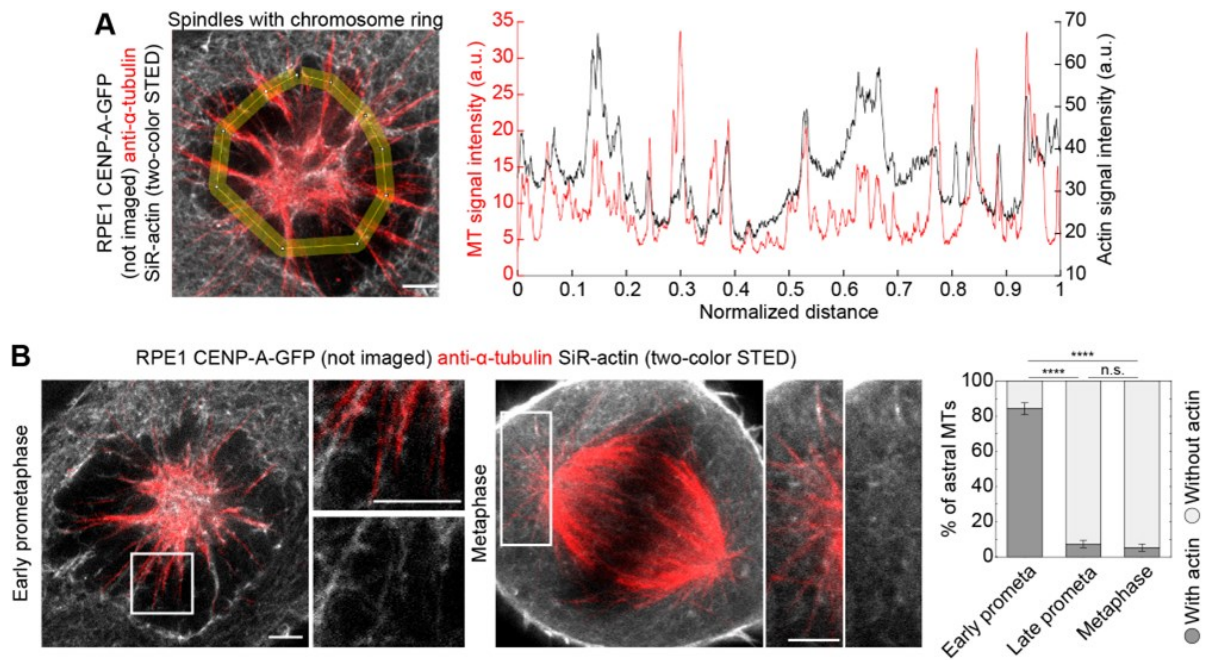 A
Spindles with chromosome ring
RPE1 CENP-A-GFP
(not imaged) anti-α-tubulin
SiR-actin (two-color STED)
MT signal intensity (a.u.)
35
30
25
20
15
10
5
0
0 0.1 0.2 0.3 0.4 0.5 0.6 0.7 0.8 0.9 1
Normalized distance
70
60
50
40
30
20
10
Actin signal intensity (a.u.)
B
RPE1 CENP-A-GFP (not imaged) anti-α-tubulin SiR-actin (two-color STED)
Early prometaphase
Metaphase
% of astral MTs
100
80
60
40
20
0
****
**** n.s.
Early prometa
Late prometa
Metaphase
With actin
Without actin